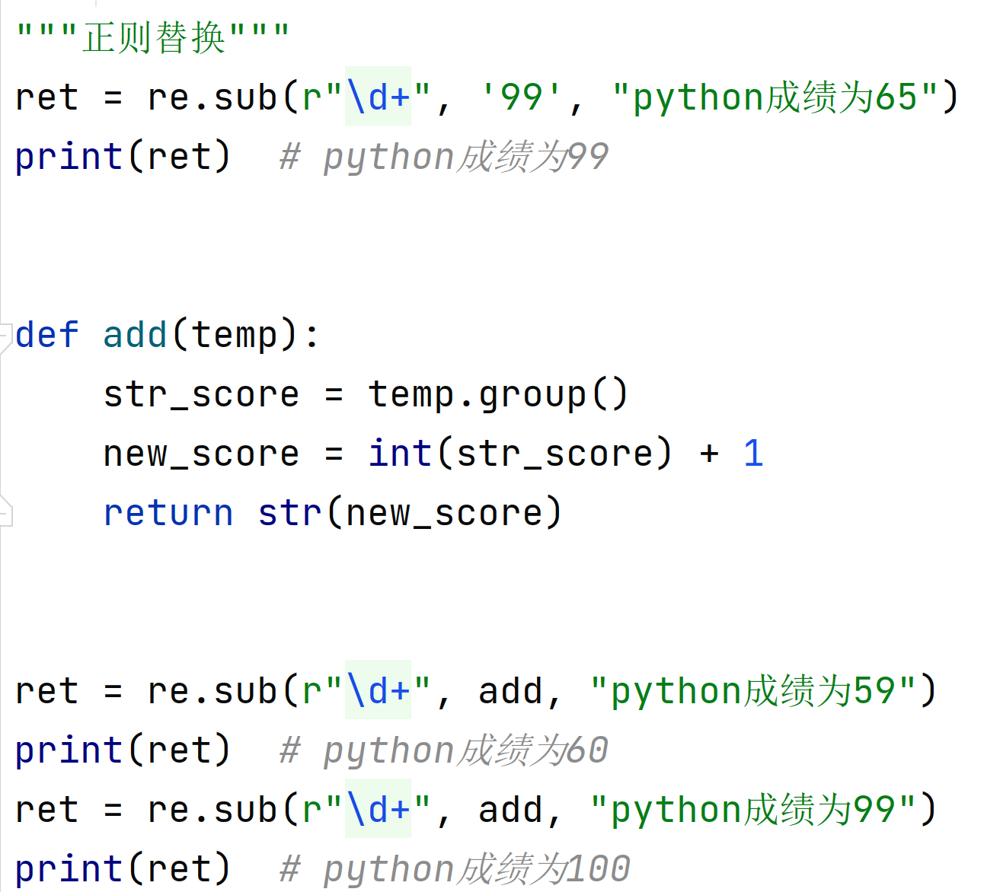 """正则替换"""
ret = re.sub(r"\d+", '99', "python成绩为65")
print(ret)  # python成绩为99
def add(temp):
    str_score = temp.group()
    new_score = int(str_score) + 1
    return str(new_score)
ret = re.sub(r"\d+", add, "python成绩为59")
print(ret)  # python成绩为60
ret = re.sub(r"\d+", add, "python成绩为99")
print(ret)  # python成绩为100